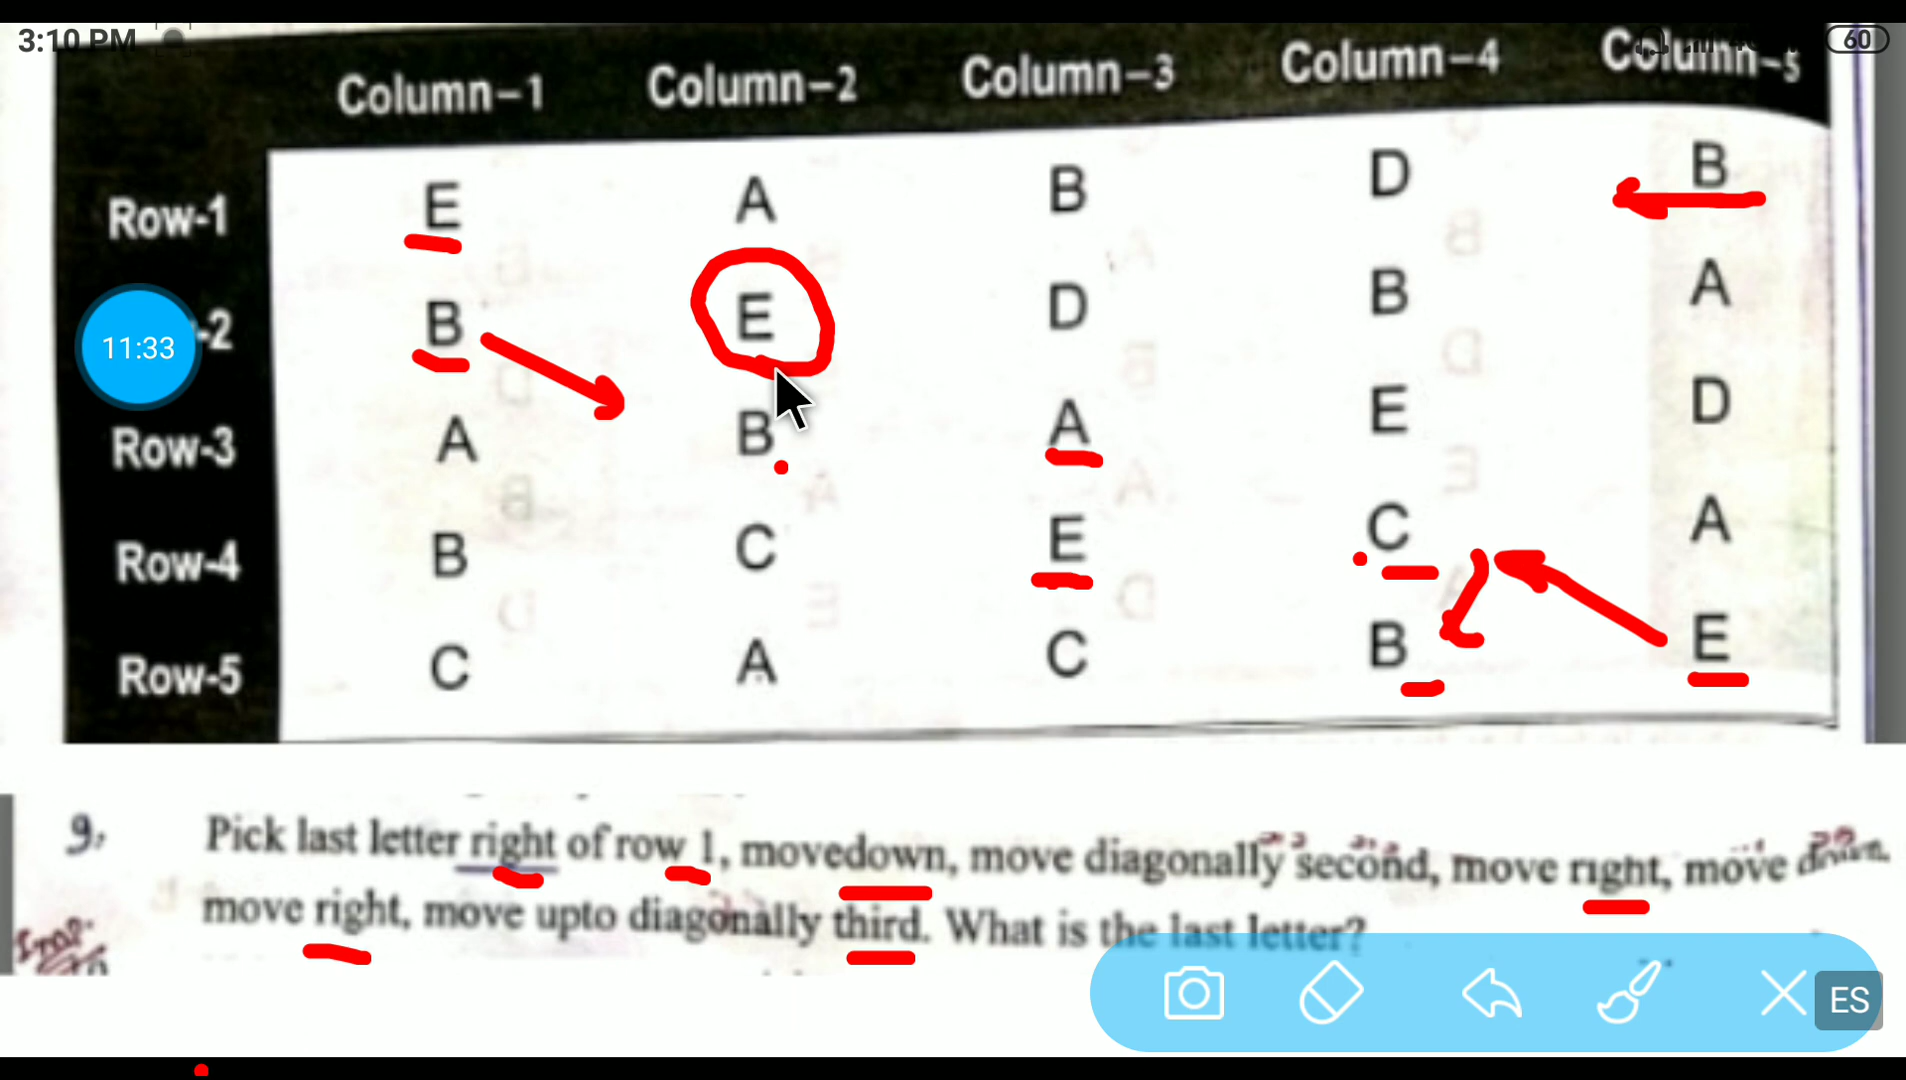 3:10 PM
60
Column-1 Column-2 Column-3 Column-4 Column-5
Row-1 E A B D B
-2 B E D B A
11:33
Row-3 A B A E D
Row-4 B C E C A
Row-5 C A C B E
9, Pick last letter right of row 1, movedown, move diagonally second, move right, move down,
move right, move upto diagonally third. What is the last letter?
ES